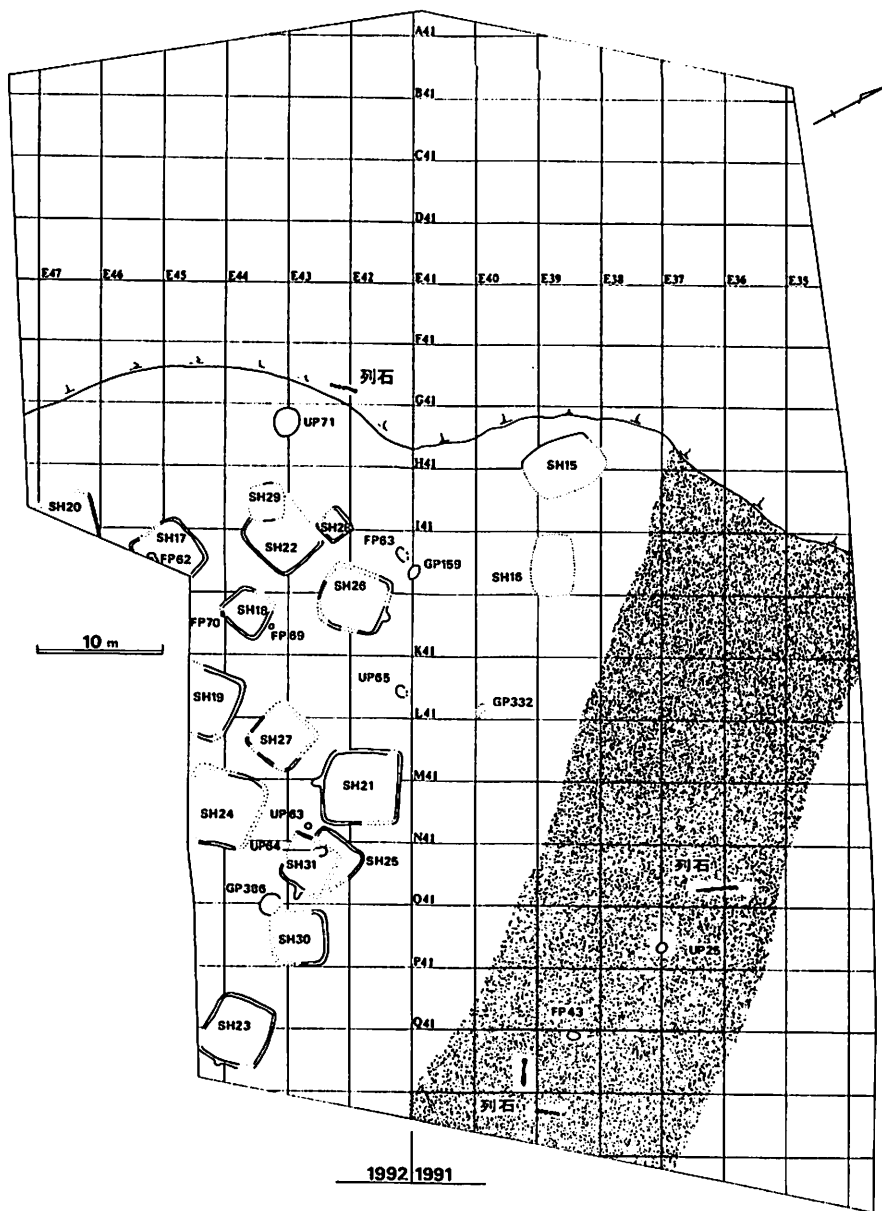 A41
B41
C41
D41
E47 E46 E45 E44 E43 E42 E41 E40 E39 E38 E37 E36 E35
F41
列石
G41
UP71
H41
SH15
SH29
SH20
I41
SH28
SH17
SH22
FP63
FP62
GP159
SH16
SH26
SH18
FP70
FP69
10 m
K41
UP65
SH19
GP332
L41
SH27
M41
SH21
SH24
UP63
N41
UP64
SH31
SH25
列石
GP386
O41
SH30
UP25
P41
FP43
SH23
Q41
列石
1992 1991